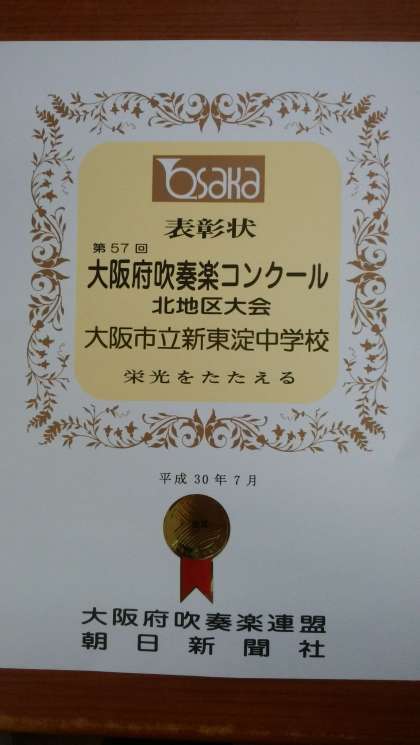 Osaka
表彰状
第57回
大阪府吹奏楽コンクール
北地区大会
大阪市立新東淀中学校
栄光をたたえる
平成30年7月
大阪府吹奏楽連盟
朝日新聞社